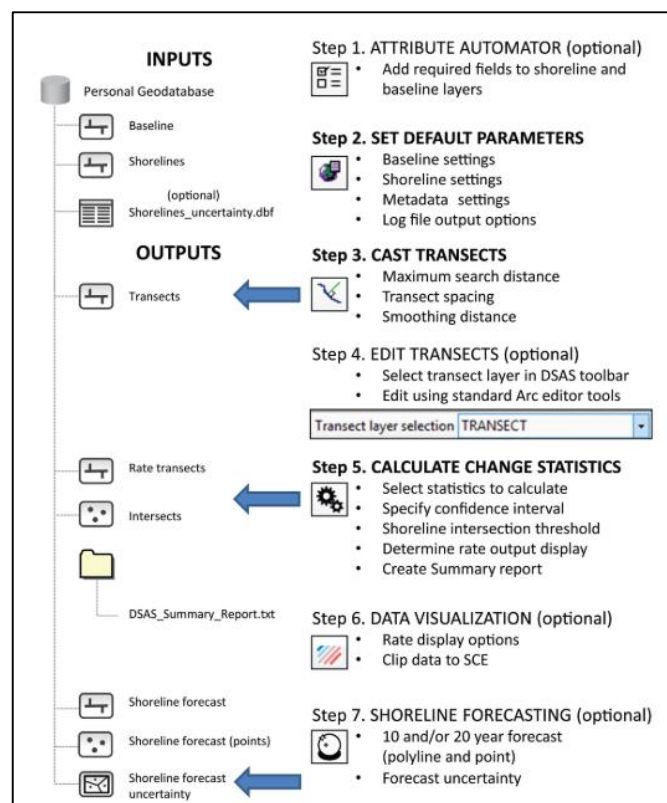 INPUTS
Personal Geodatabase
Baseline
Shorelines
(optional)
Shorelines_uncertainty.dbf
OUTPUTS
Transects
Rate transects
Intersects
DSAS_Summary_Report.txt
Shoreline forecast
Shoreline forecast (points)
Shoreline forecast
uncertainty
Step 1. ATTRIBUTE AUTOMATOR (optional)
• Add required fields to shoreline and
baseline layers
Step 2. SET DEFAULT PARAMETERS
• Baseline settings
• Shoreline settings
• Metadata settings
• Log file output options
Step 3. CAST TRANSECTS
• Maximum search distance
• Transect spacing
• Smoothing distance
Step 4. EDIT TRANSECTS (optional)
• Select transect layer in DSAS toolbar
• Edit using standard Arc editor tools
Transect layer selection TRANSECT
Step 5. CALCULATE CHANGE STATISTICS
• Select statistics to calculate
• Specify confidence interval
• Shoreline intersection threshold
• Determine rate output display
• Create Summary report
Step 6. DATA VISUALIZATION (optional)
• Rate display options
• Clip data to SCE
Step 7. SHORELINE FORECASTING (optional)
• 10 and/or 20 year forecast
(polyline and point)
• Forecast uncertainty